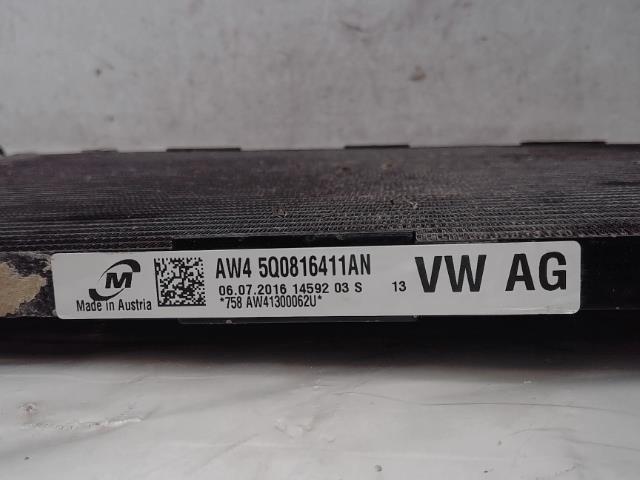 M
Made in Austria
AW4 5Q0816411AN
06.07.2016 14592 03 S 13
*758 AW41300062U*
VW AG